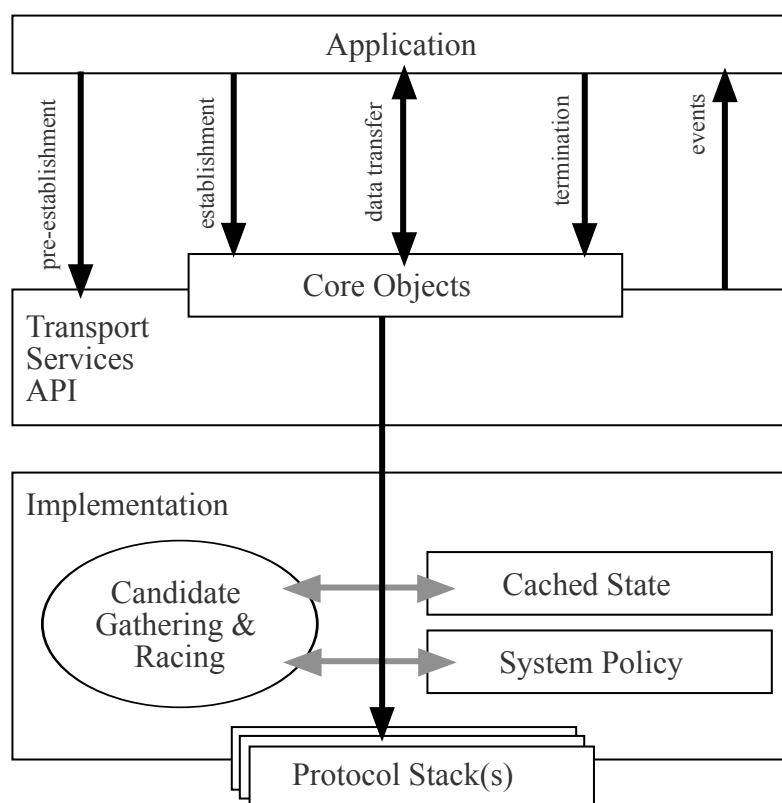 Application
pre-establishment
establishment
data transfer
termination
events
Core Objects
Transport
Services
API
Implementation
Candidate
Gathering &
Racing
Cached State
System Policy
Protocol Stack(s)